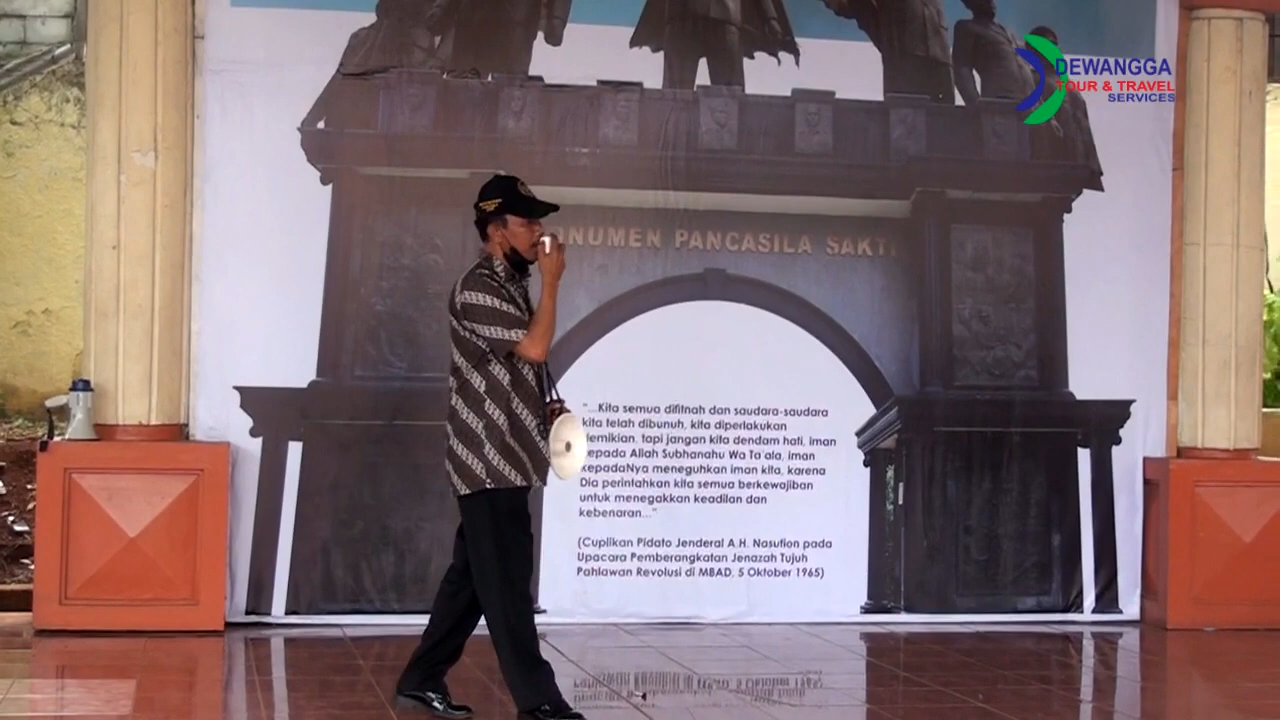 DEWANGGA
TOUR & TRAVEL
SERVICES
ONUMEN PANCASILA SAKTI
"...Kita semua difitnah dan saudara-saudara
kita telah dibunuh, kita diperlakukan
demikian, tapi jangan kita dendam hati, iman
kepada Allah Subhanahu Wa Ta'ala, iman
kepadaNya meneguhkan iman kita, karena
Dia perintahkan kita semua berkewajiban
untuk menegakkan keadilan dan
kebenaran..."
(Cuplikan Pidato Jenderal A.H. Nasution pada
Upacara Pemberangkatan Jenazah Tujuh
Pahlawan Revolusi di MBAD, 5 Oktober 1965)